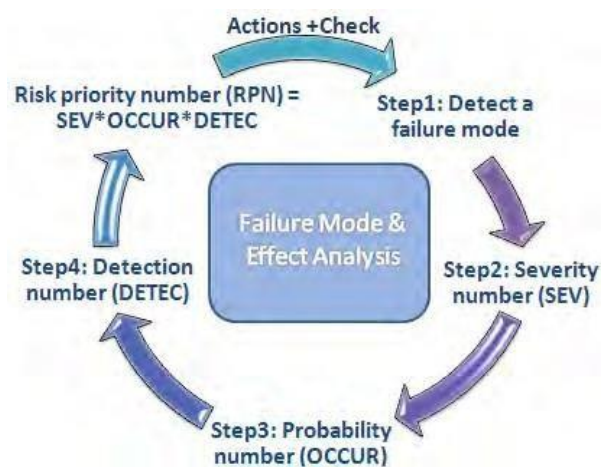 Actions +Check
Step1: Detect a
failure mode
Step2: Severity
number (SEV)
Step3: Probability
number (OCCUR)
Step4: Detection
number (DETEC)
Risk priority number (RPN) =
SEV*OCCUR*DETEC
Failure Mode &
Effect Analysis